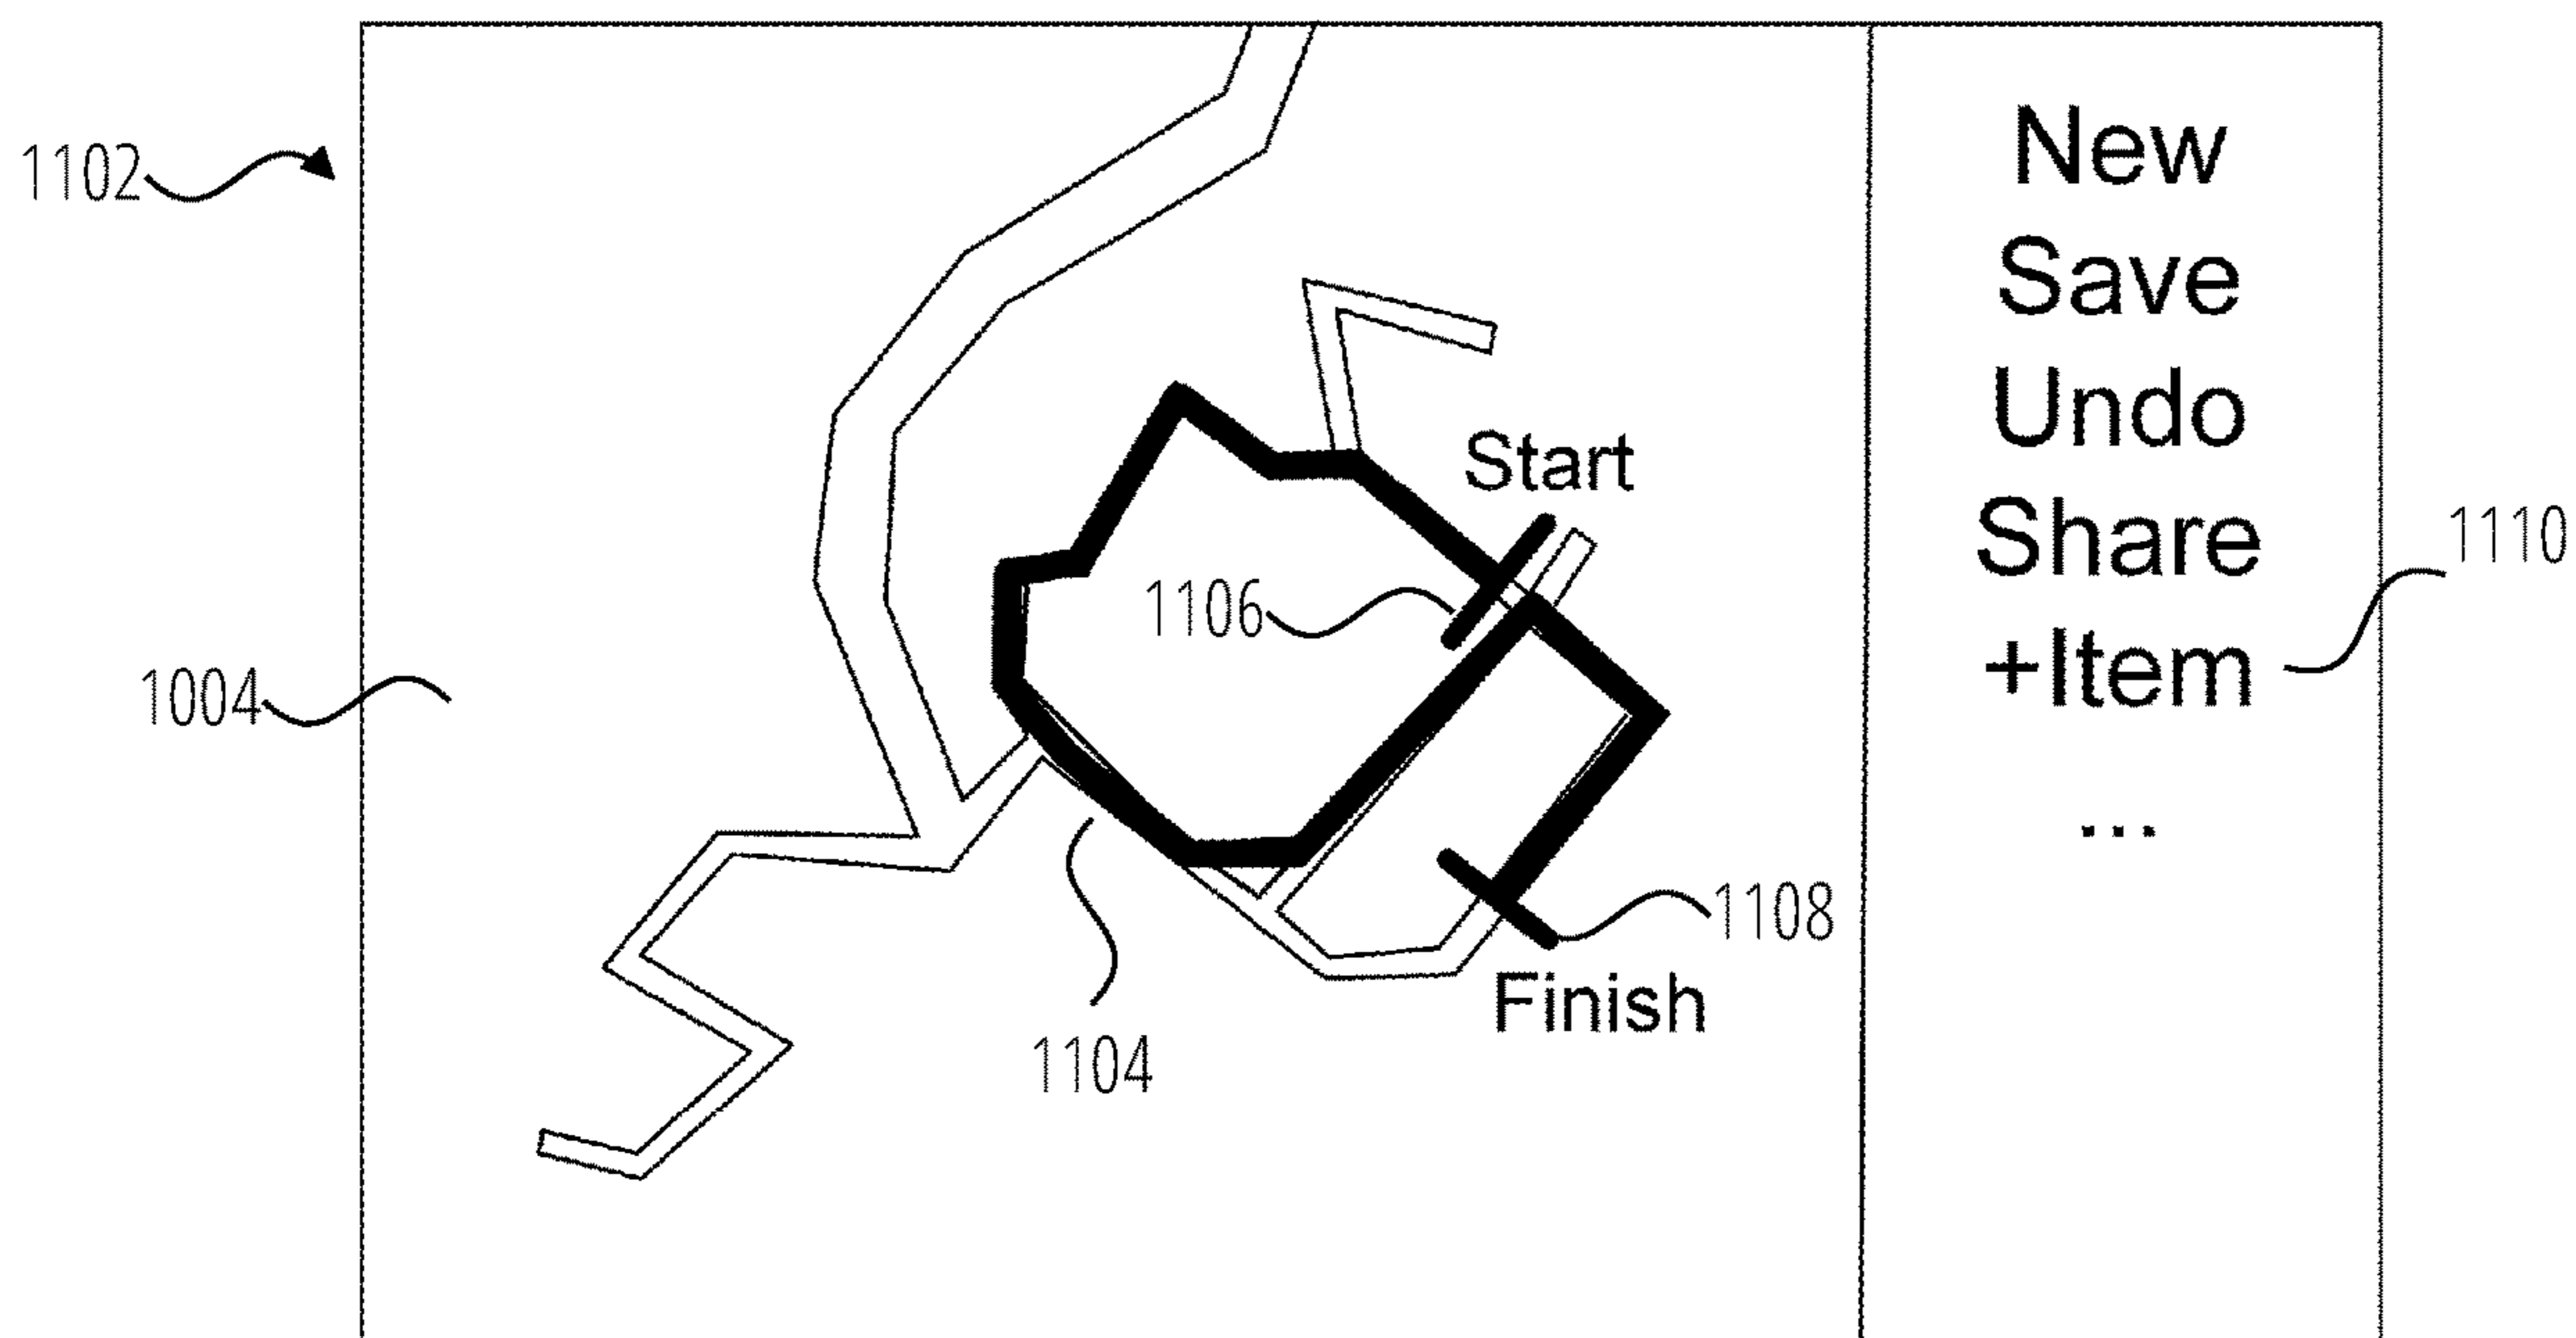 1102
New
Save
Undo
Share
+Item
...
1110
Start
1106
1004
1108
Finish
1104